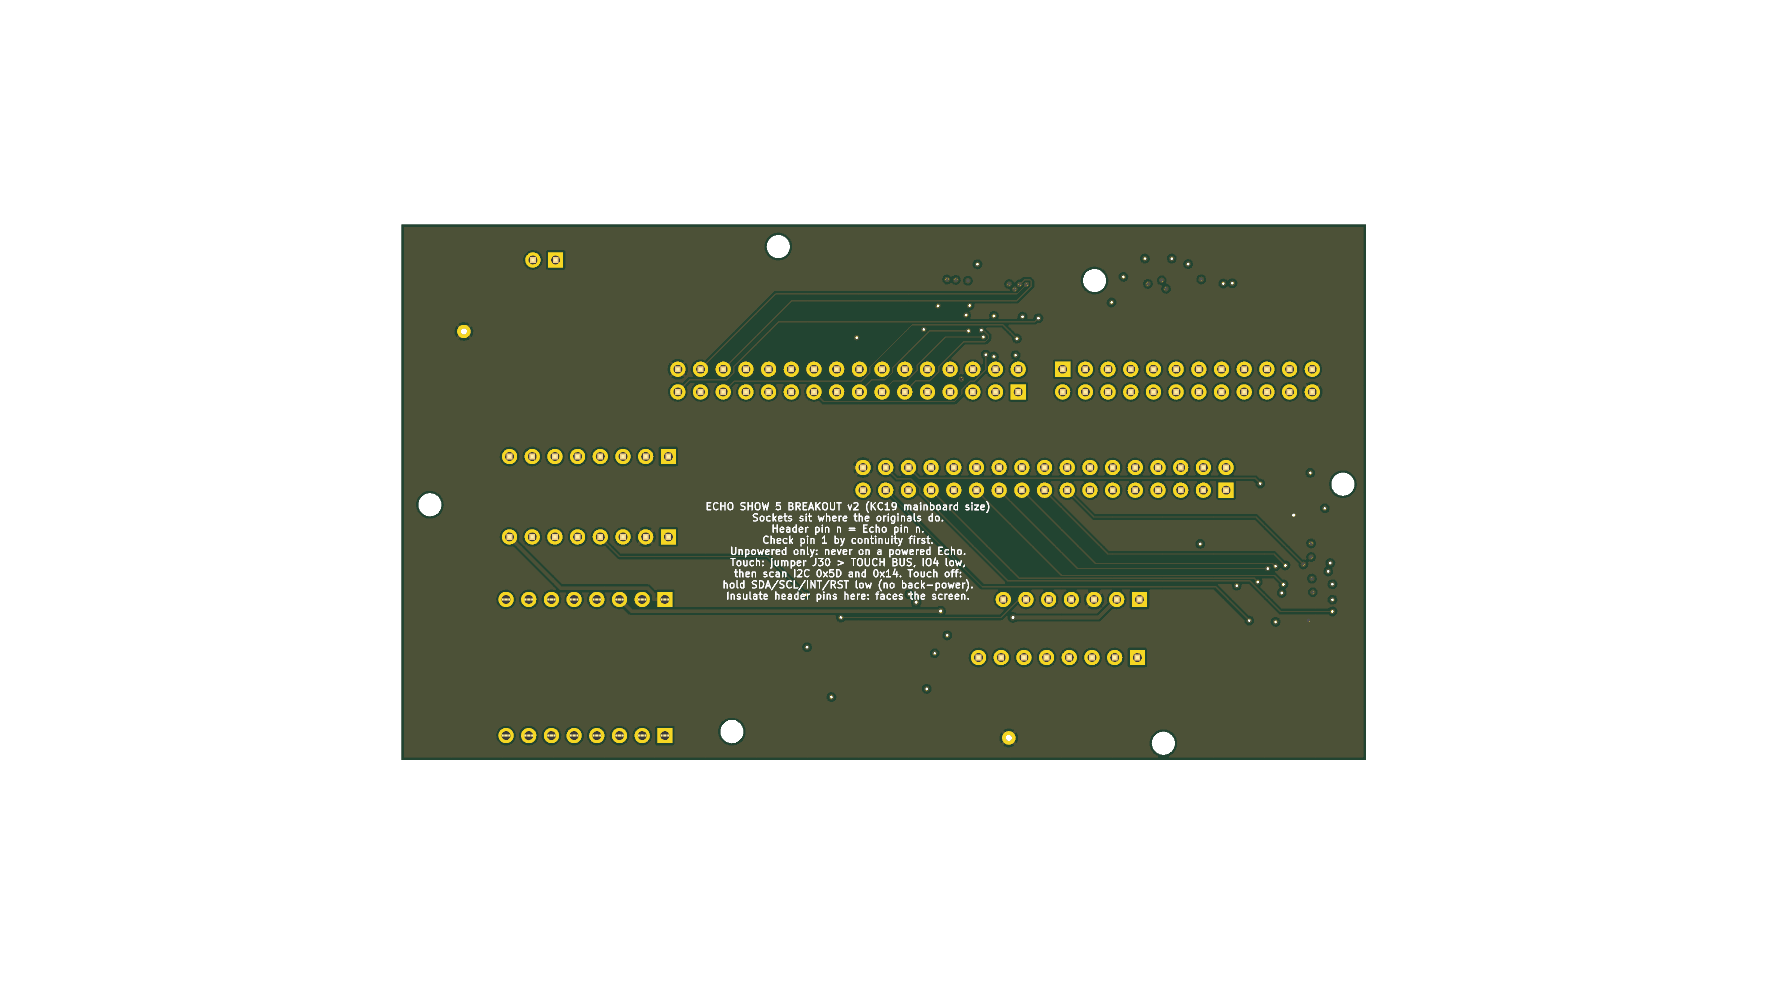 ECHO SHOW 5 BREAKOUT v2 (KC19 mainboard size)
Sockets sit where the originals do.
Header pin n = Echo pin n.
Check pin 1 by continuity first.
Unpowered only: never on a powered Echo.
Touch: jumper J30 > TOUCH BUS, IO4 low,
then scan I2C 0x5D and 0x14. Touch off:
hold SDA/SCL/INT/RST low (no back-power).
Insulate header pins here: faces the screen.